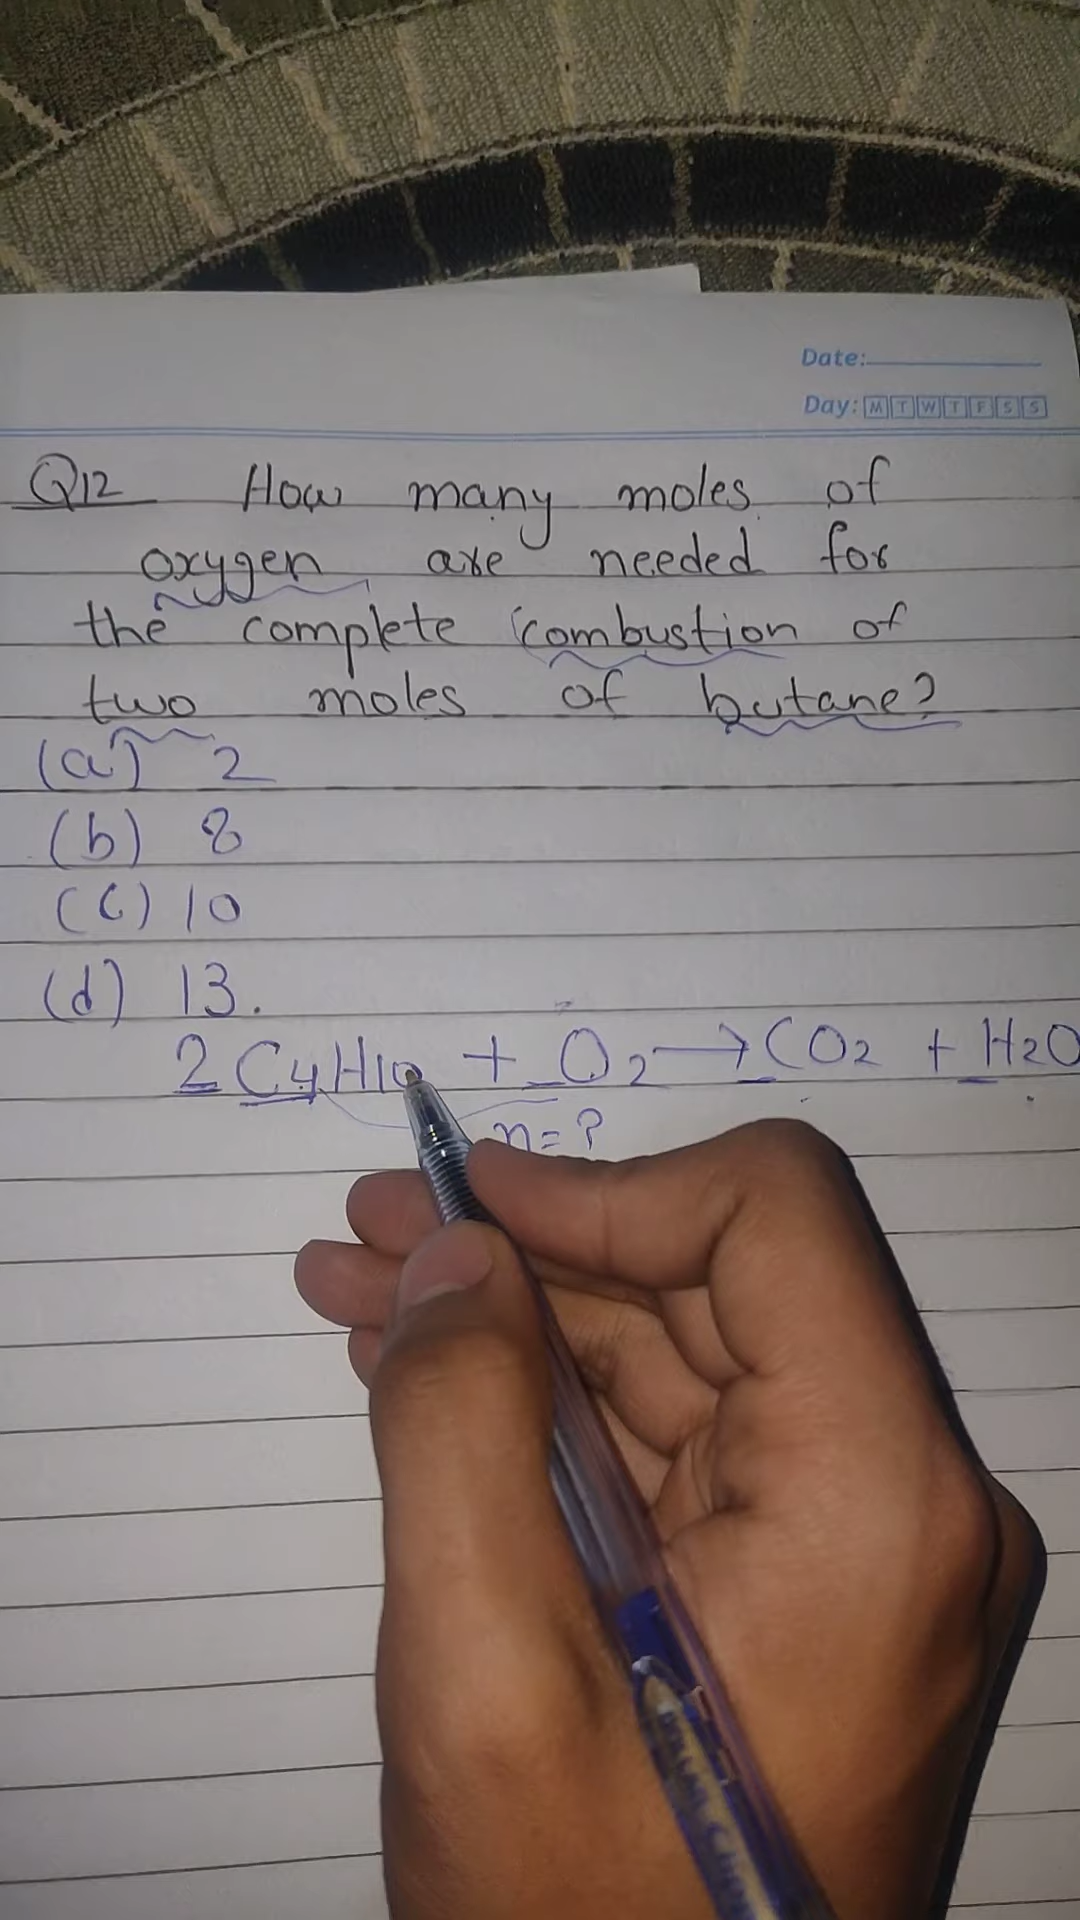 Date:
Day: M T W T F S S
Q12 How many moles of
oxygen are needed for
the complete combustion of
two moles of butane?
(a) 2
(b) 8
(c) 10
(d) 13.
2 C4H10 + _O2 → CO2 + H2O
n = ?